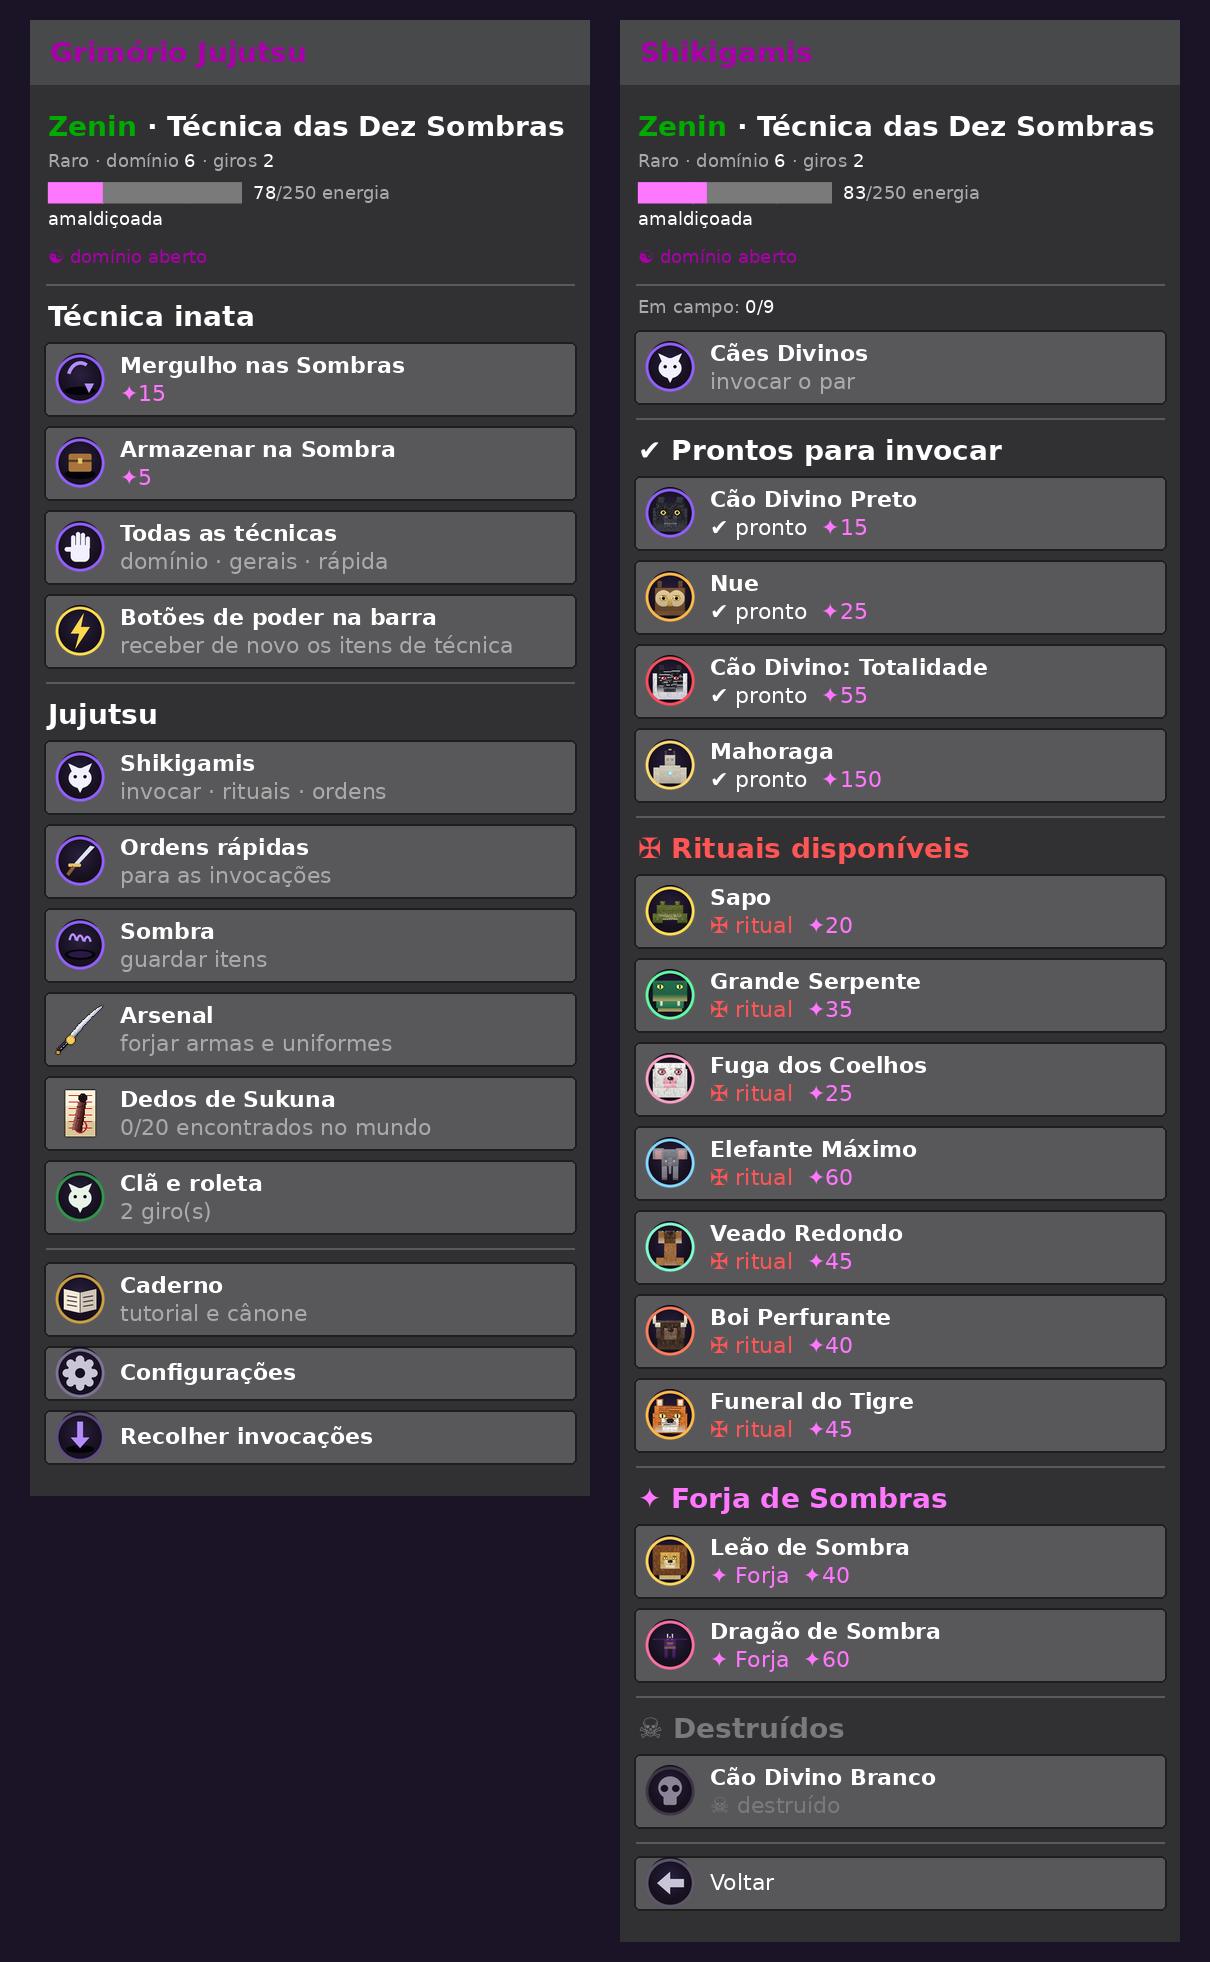 Grimório Jujutsu
Zenin · Técnica das Dez Sombras
Raro · domínio 6 · giros 2
78/250 energia
amaldiçoada
☯ domínio aberto
Técnica inata
Mergulho nas Sombras
✦15
Armazenar na Sombra
✦5
Todas as técnicas
domínio · gerais · rápida
Botões de poder na barra
receber de novo os itens de técnica
Jujutsu
Shikigamis
invocar · rituais · ordens
Ordens rápidas
para as invocações
Sombra
guardar itens
Arsenal
forjar armas e uniformes
Dedos de Sukuna
0/20 encontrados no mundo
Clã e roleta
2 giro(s)
Caderno
tutorial e cânone
Configurações
Recolher invocações
Shikigamis
Zenin · Técnica das Dez Sombras
Raro · domínio 6 · giros 2
83/250 energia
amaldiçoada
☯ domínio aberto
Em campo: 0/9
Cães Divinos
invocar o par
✔ Prontos para invocar
Cão Divino Preto
✔ pronto ✦15
Nue
✔ pronto ✦25
Cão Divino: Totalidade
✔ pronto ✦55
Mahoraga
✔ pronto ✦150
✠ Rituais disponíveis
Sapo
✠ ritual ✦20
Grande Serpente
✠ ritual ✦35
Fuga dos Coelhos
✠ ritual ✦25
Elefante Máximo
✠ ritual ✦60
Veado Redondo
✠ ritual ✦45
Boi Perfurante
✠ ritual ✦40
Funeral do Tigre
✠ ritual ✦45
✦ Forja de Sombras
Leão de Sombra
✦ Forja ✦40
Dragão de Sombra
✦ Forja ✦60
☠ Destruídos
Cão Divino Branco
☠ destruído
Voltar